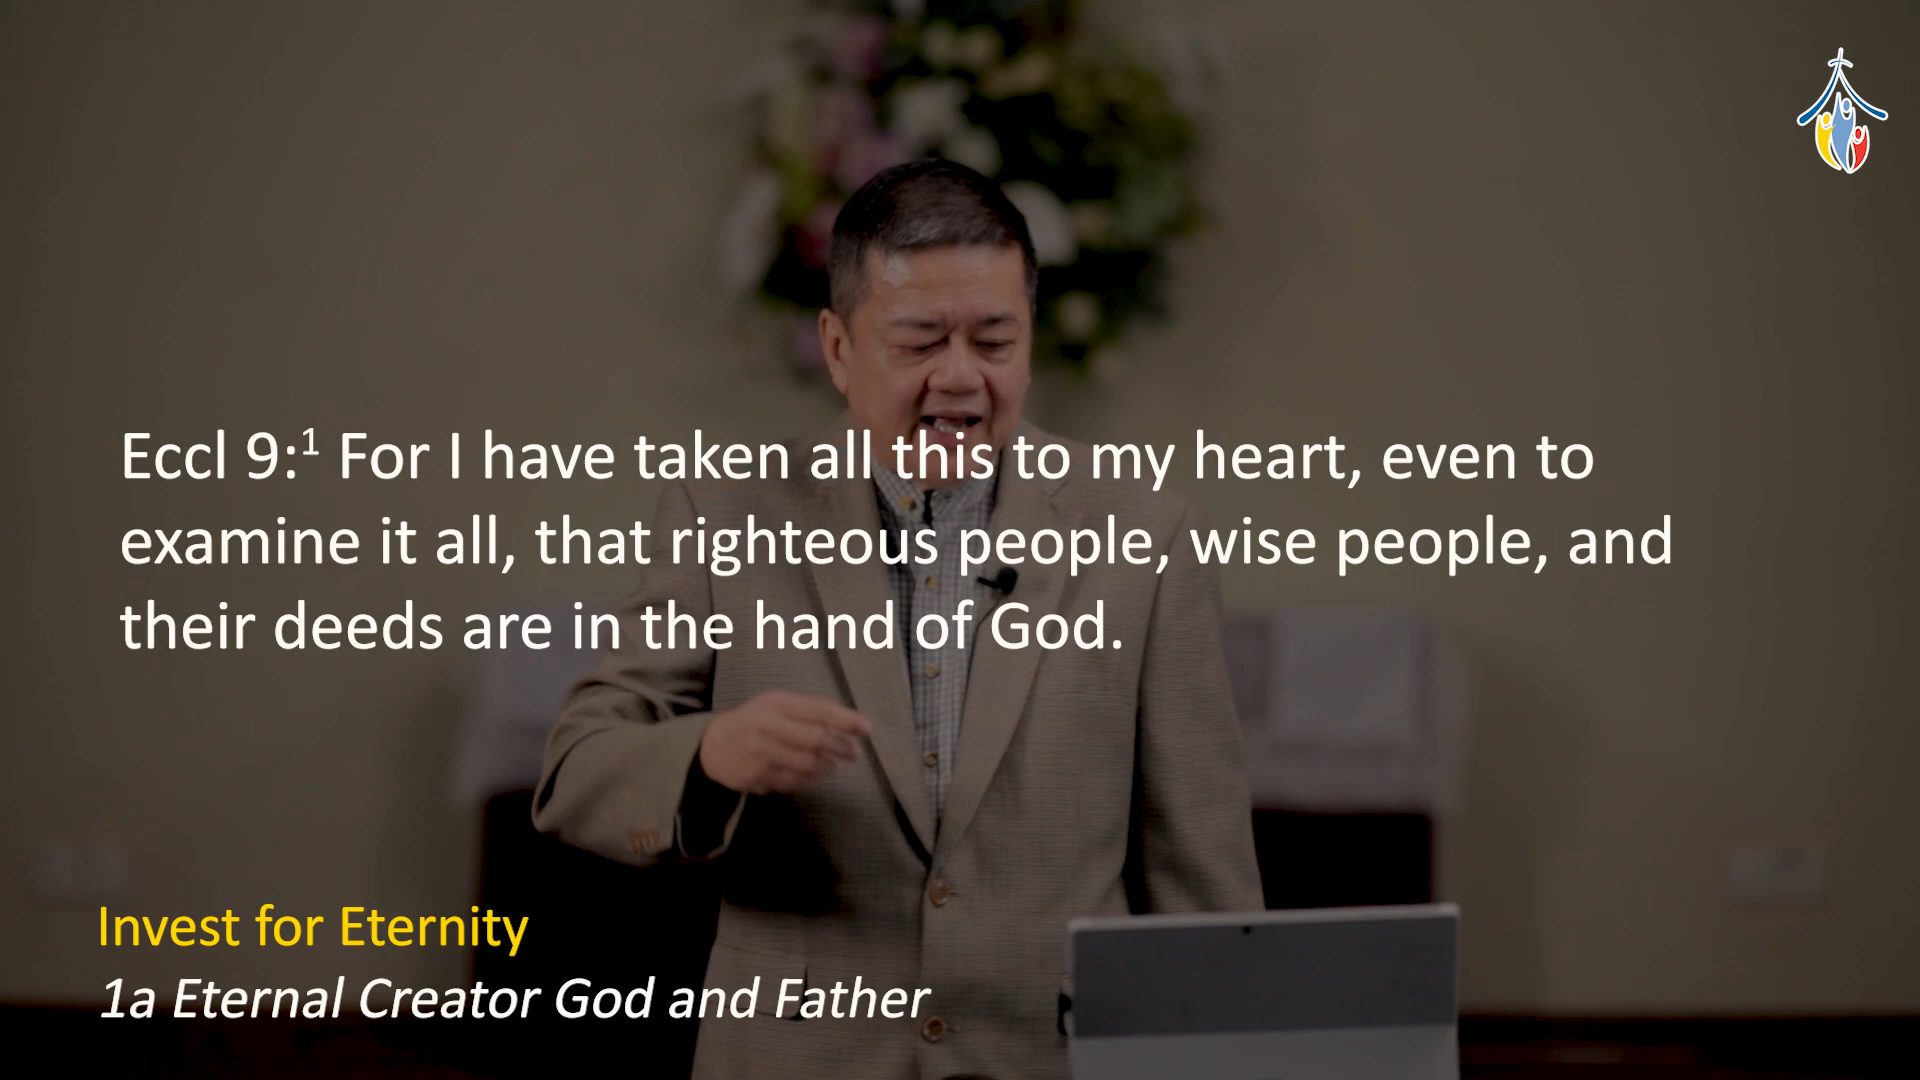 Eccl 9:¹ For I have taken all this to my heart, even to
examine it all, that righteous people, wise people, and
their deeds are in the hand of God.
Invest for Eternity
1a Eternal Creator God and Father